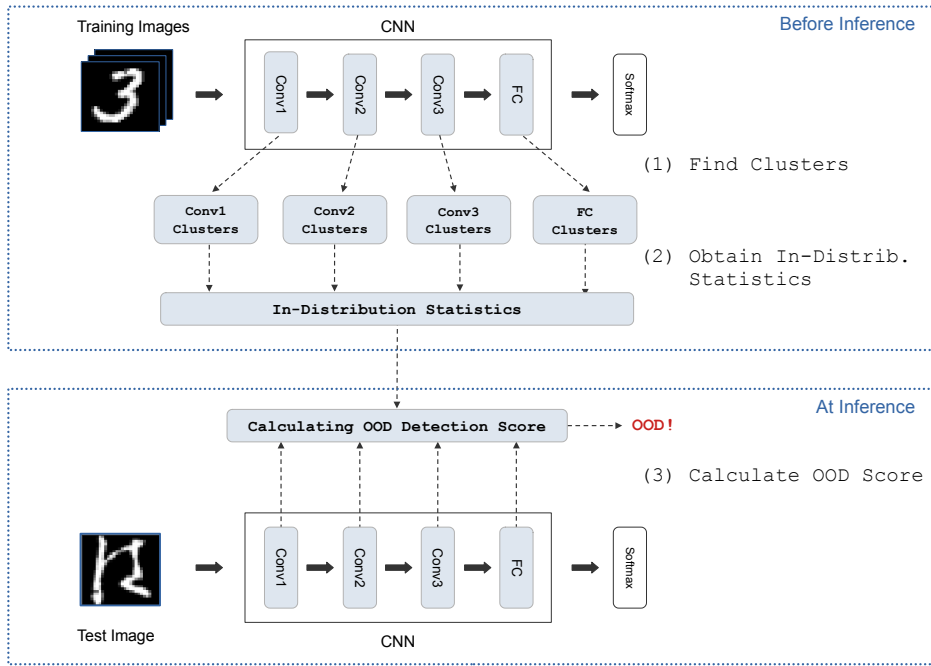 Before Inference
Training Images
CNN
3
Conv1
Conv2
Conv3
FC
Softmax
(1) Find Clusters
Conv1
Clusters
Conv2
Clusters
Conv3
Clusters
FC
Clusters
(2) Obtain In-Distrib.
Statistics
In-Distribution Statistics
At Inference
Calculating OOD Detection Score
OOD!
(3) Calculate OOD Score
Conv1
Conv2
Conv3
FC
Softmax
Test Image
CNN